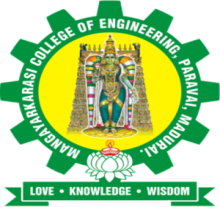 MANGAYARKARASI COLLEGE OF ENGINEERING, PARAVAI, MADURAI.
LOVE • KNOWLEDGE • WISDOM